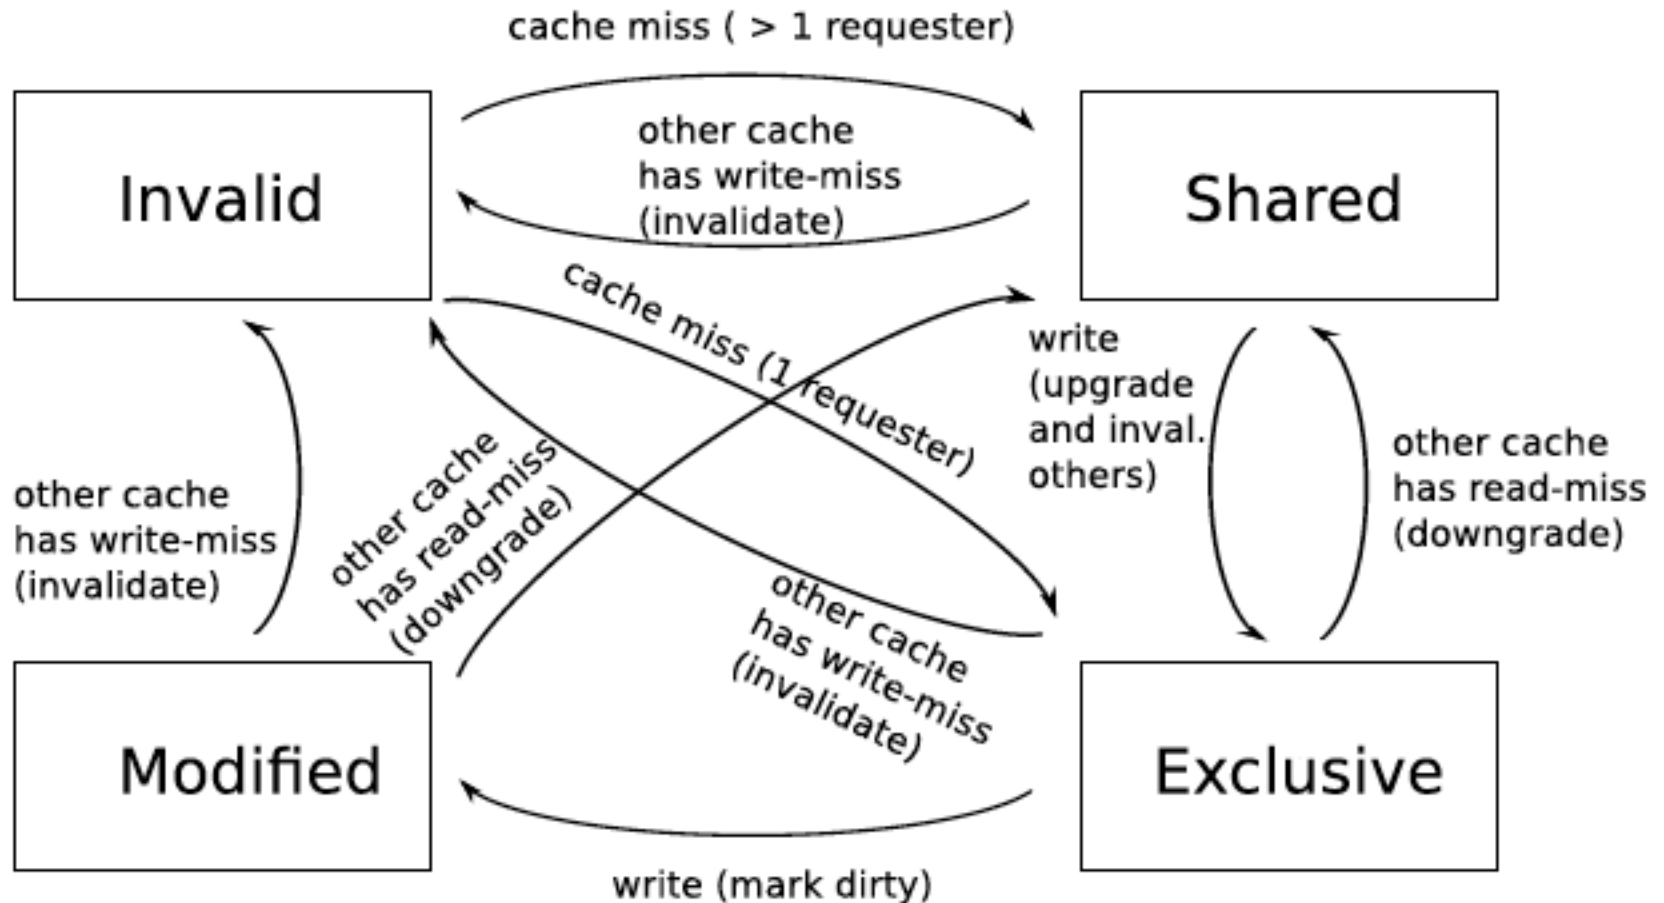 cache miss ( > 1 requester)
Invalid
other cache
has write-miss
(invalidate)
Shared
cache miss (1 requester)
write
(upgrade
and inval.
others)
other cache
has read-miss
(downgrade)
other cache
has write-miss
(invalidate)
other cache
has read-miss
(downgrade)
other cache
has write-miss
(invalidate)
Modified
Exclusive
write (mark dirty)